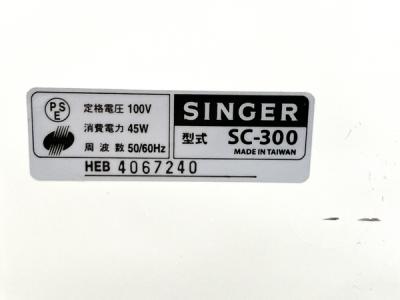 PSE
定格電圧 100V
消費電力 45W
周波数 50/60Hz
SINGER
型式 SC-300
MADE IN TAIWAN
HEB 4067240